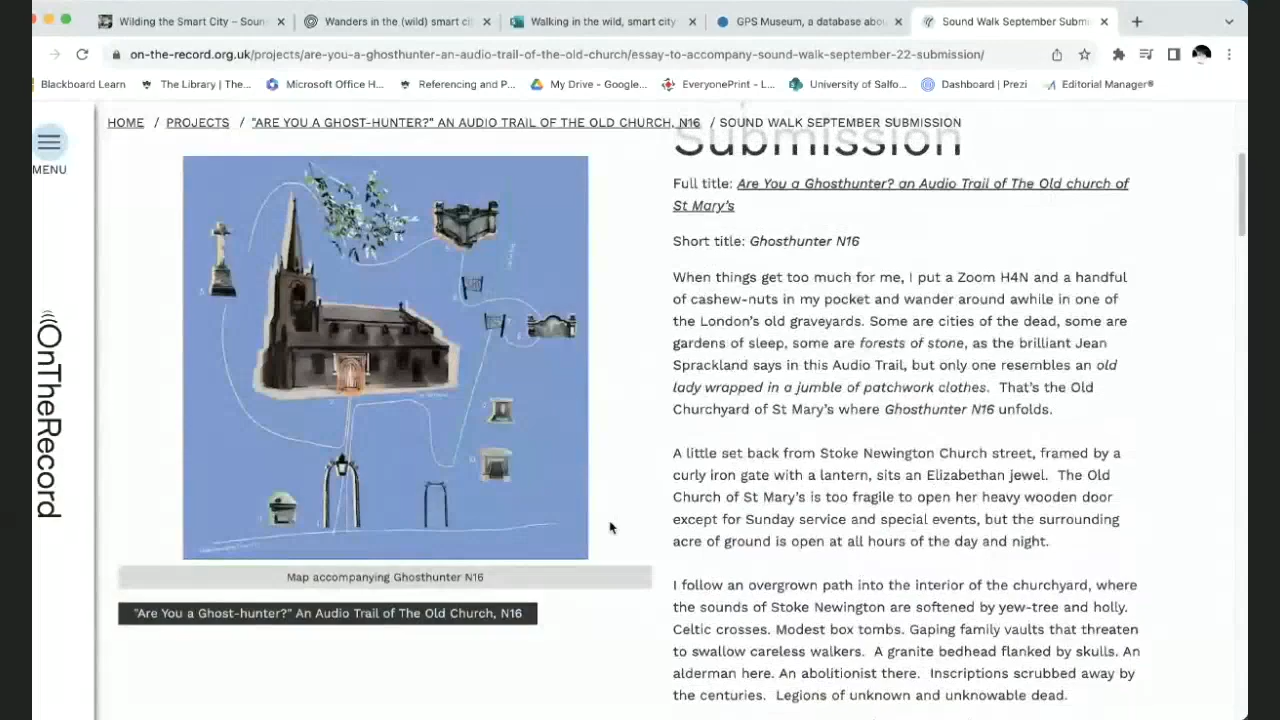 Wilding the Smart City – Soun
Wanders in the (wild) smart cit
Walking in the wild, smart city
GPS Museum, a database abou
Sound Walk September Submi
on-the-record.org.uk/projects/are-you-a-ghosthunter-an-audio-trail-of-the-old-church/essay-to-accompany-sound-walk-september-22-submission/
Blackboard Learn
The Library | The...
Microsoft Office H...
Referencing and P...
My Drive - Google...
EveryonePrint - L...
University of Salfo...
Dashboard | Prezi
Editorial Manager®
MENU
((OnTheRecord
HOME / PROJECTS / "ARE YOU A GHOST-HUNTER?" AN AUDIO TRAIL OF THE OLD CHURCH, N16 / SOUND WALK SEPTEMBER SUBMISSION
Map accompanying Ghosthunter N16
"Are You a Ghost-hunter?" An Audio Trail of The Old Church, N16
Submission
Full title: Are You a Ghosthunter? an Audio Trail of The Old church of
St Mary's
Short title: Ghosthunter N16
When things get too much for me, I put a Zoom H4N and a handful
of cashew-nuts in my pocket and wander around awhile in one of
the London's old graveyards. Some are cities of the dead, some are
gardens of sleep, some are forests of stone, as the brilliant Jean
Sprackland says in this Audio Trail, but only one resembles an old
lady wrapped in a jumble of patchwork clothes. That's the Old
Churchyard of St Mary's where Ghosthunter N16 unfolds.
A little set back from Stoke Newington Church street, framed by a
curly iron gate with a lantern, sits an Elizabethan jewel. The Old
Church of St Mary's is too fragile to open her heavy wooden door
except for Sunday service and special events, but the surrounding
acre of ground is open at all hours of the day and night.
I follow an overgrown path into the interior of the churchyard, where
the sounds of Stoke Newington are softened by yew-tree and holly.
Celtic crosses. Modest box tombs. Gaping family vaults that threaten
to swallow careless walkers. A granite bedhead flanked by skulls. An
alderman here. An abolitionist there. Inscriptions scrubbed away by
the centuries. Legions of unknown and unknowable dead.